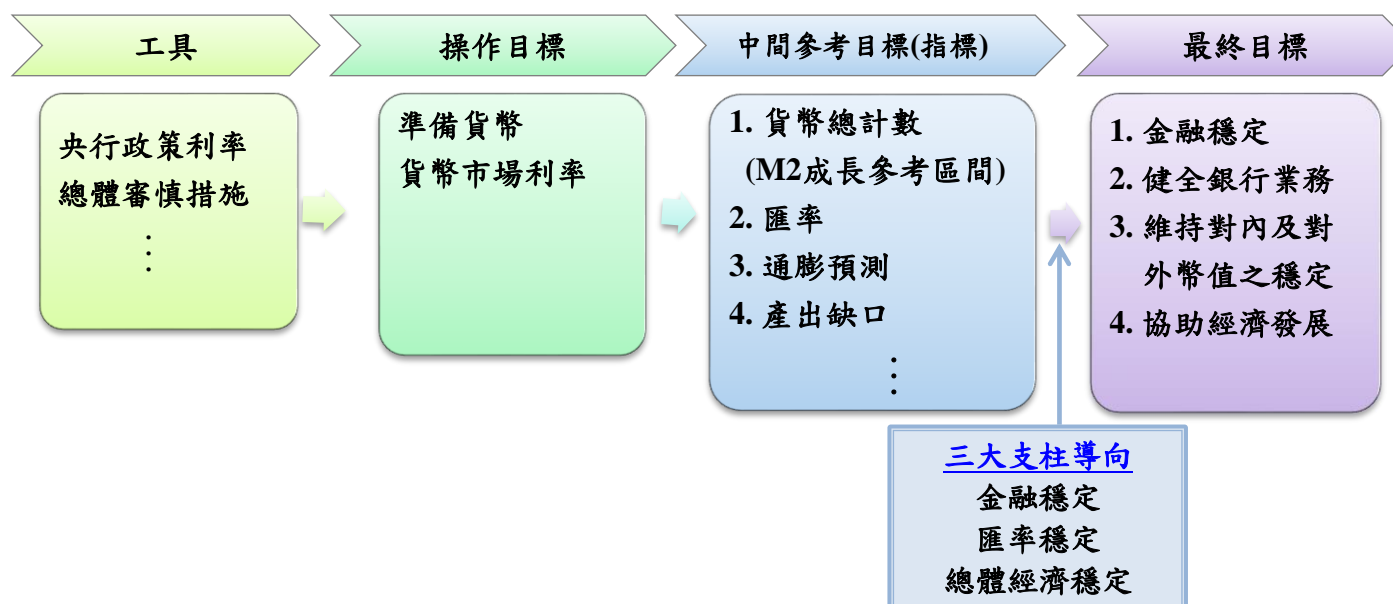 工具
操作目標
中間參考目標(指標)
最終目標
央行政策利率
總體審慎措施
⋮
準備貨幣
貨幣市場利率
1. 貨幣總計數
(M2成長參考區間)
2. 匯率
3. 通膨預測
4. 產出缺口
⋮
1. 金融穩定
2. 健全銀行業務
3. 維持對內及對
外幣值之穩定
4. 協助經濟發展
三大支柱導向
金融穩定
匯率穩定
總體經濟穩定